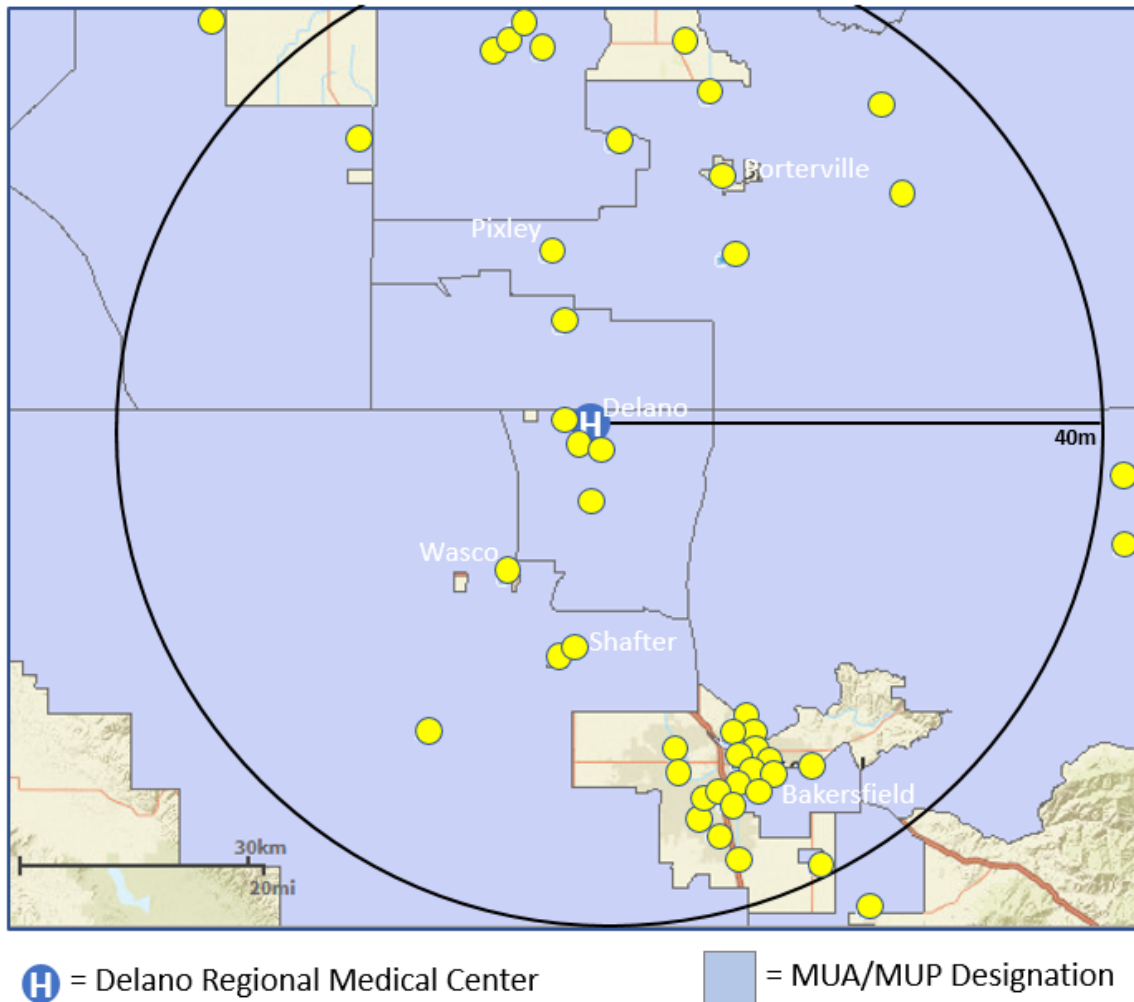 Porterville
Pixley
Delano
H
40m
Wasco
Shafter
Bakersfield
30km
20mi
H = Delano Regional Medical Center
= MUA/MUP Designation